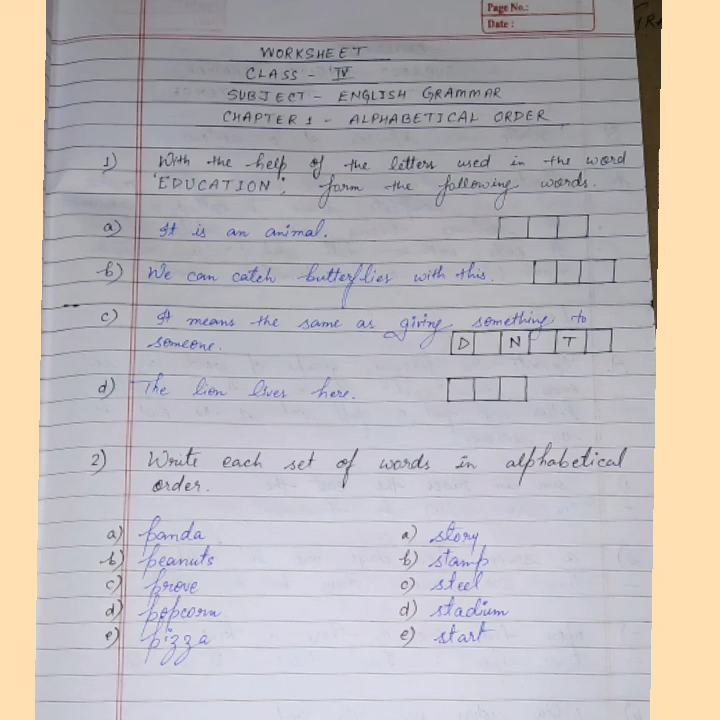 Page No.:
Date :
WORKSHEET
CLASS - IV
SUBJECT - ENGLISH GRAMMAR
CHAPTER 1 - ALPHABETICAL ORDER
1) With the help of the letters used in the word
'EDUCATION', form the following words.
a) It is an animal.
b) We can catch butterflies with this.
c) It means the same as giving something to
someone. D N T
d) The lion lives here.
2) Write each set of words in alphabetical
order.
a) panda a) story
b) peanuts b) stamp
c) prove c) steel
d) popcorn d) stadium
e) pizza e) start